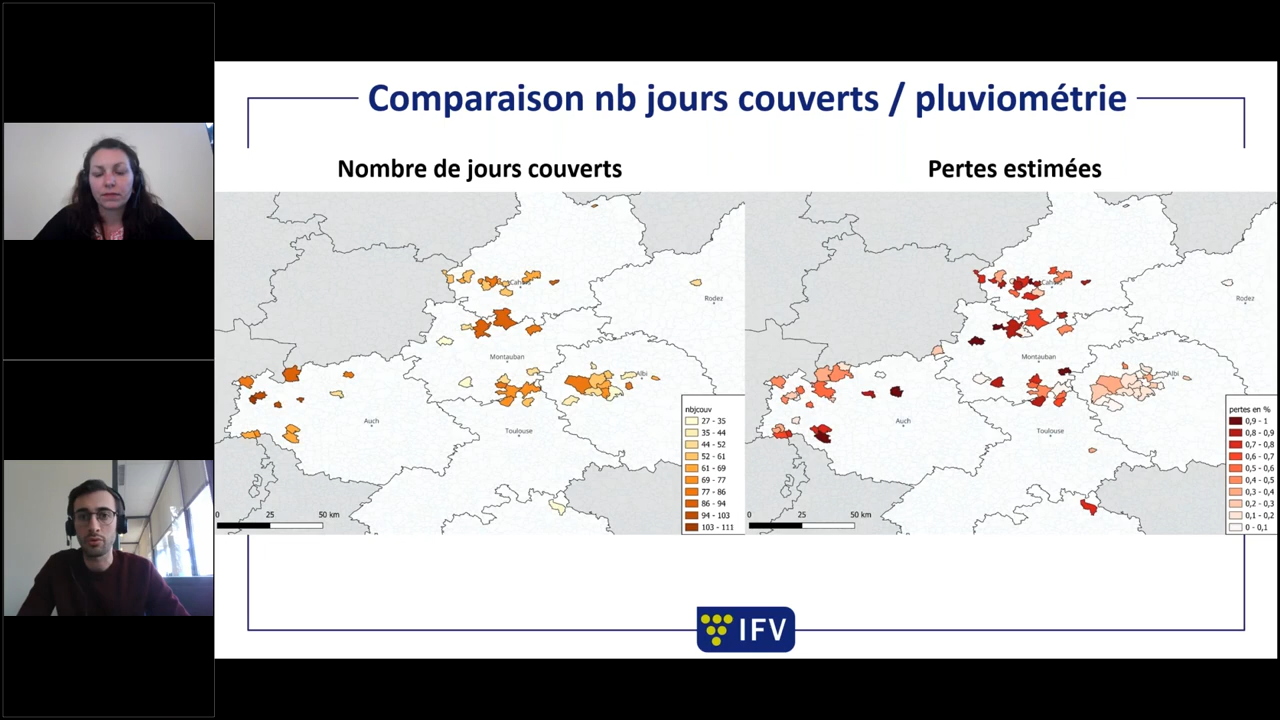 Comparaison nb jours couverts / pluviométrie
Nombre de jours couverts
Pertes estimées
Rodez
Montauban
Albi
Auch
Toulouse
nbjcouv
27 - 35
35 - 44
44 - 52
52 - 61
61 - 69
69 - 77
77 - 86
86 - 94
94 - 103
103 - 111
0 25 50 km
Rodez
Montauban
Albi
Auch
Toulouse
pertes en %
0,9 - 1
0,8 - 0,9
0,7 - 0,8
0,6 - 0,7
0,5 - 0,6
0,4 - 0,5
0,3 - 0,4
0,2 - 0,3
0,1 - 0,2
0 - 0,1
0 25 50 km
IFV